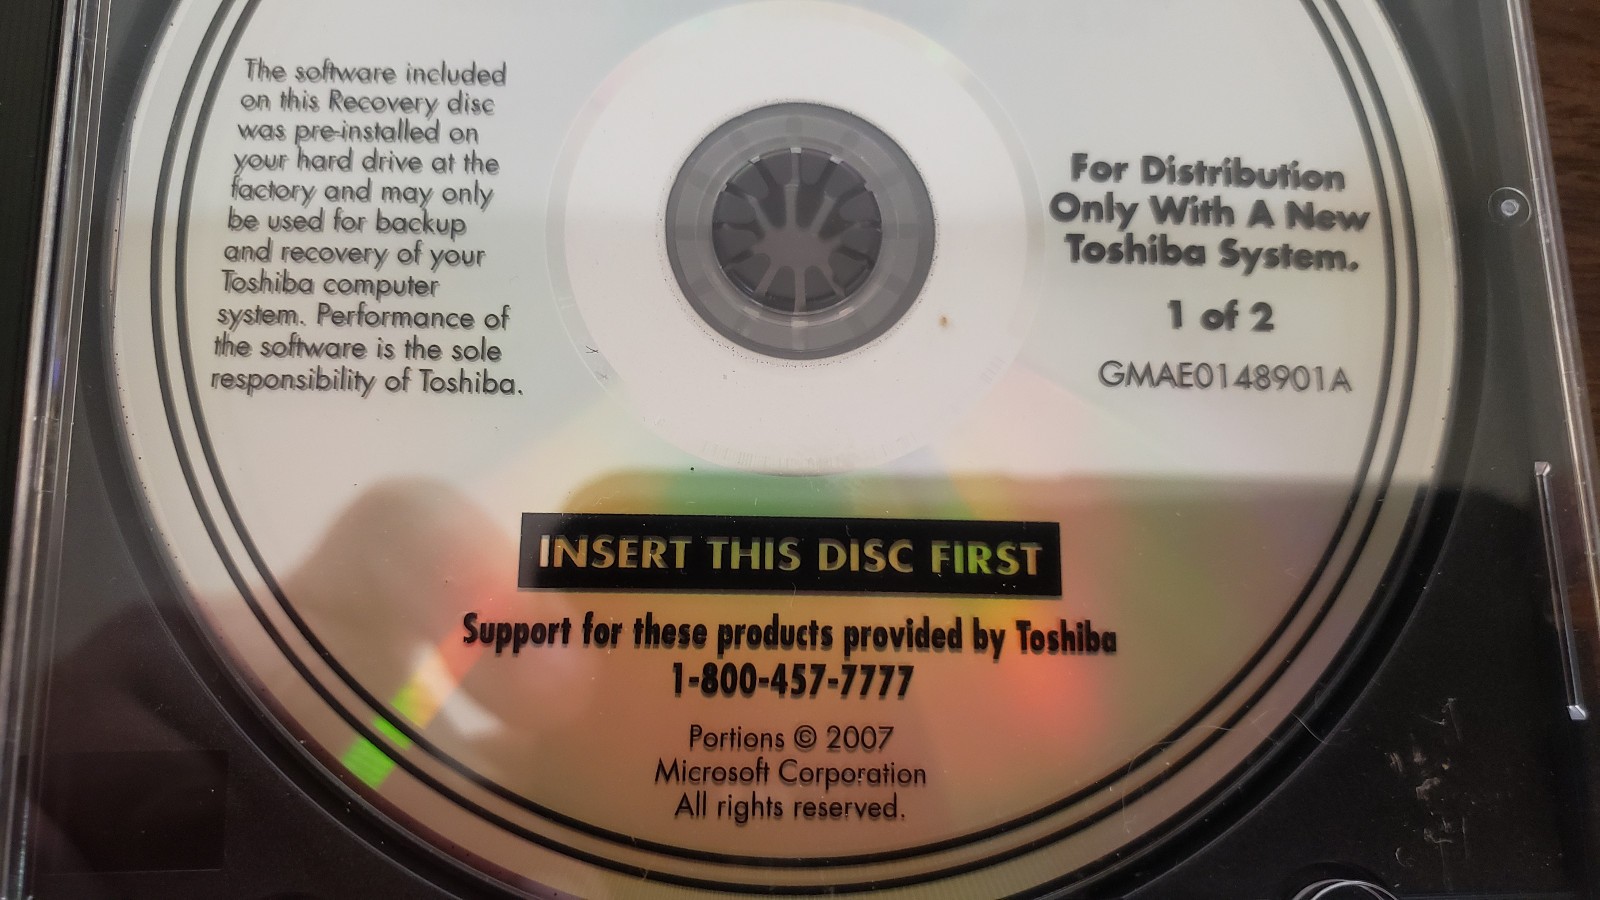 The software included
on this Recovery disc
was pre-installed on
your hard drive at the
factory and may only
be used for backup
and recovery of your
Toshiba computer
system. Performance of
the software is the sole
responsibility of Toshiba.
For Distribution
Only With A New
Toshiba System.
1 of 2
GMAE0148901A
INSERT THIS DISC FIRST
Support for these products provided by Toshiba
1-800-457-7777
Portions © 2007
Microsoft Corporation
All rights reserved.